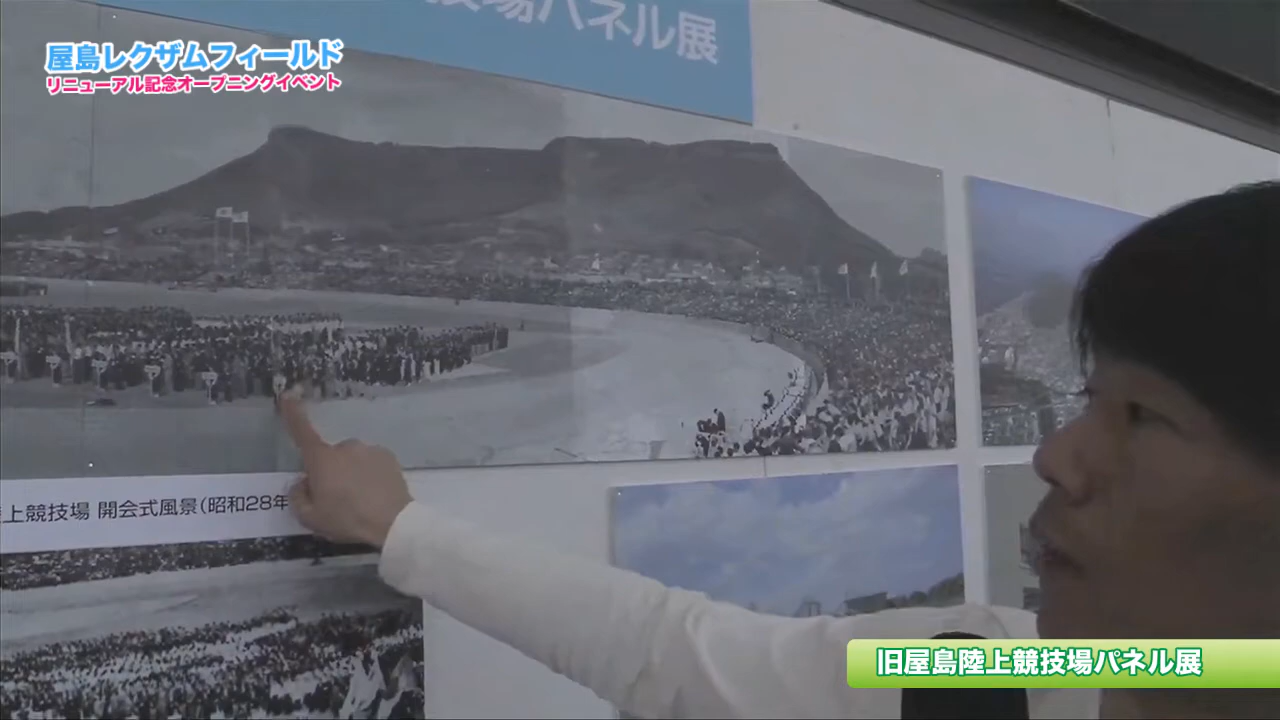 技場パネル展
屋島レクザムフィールド
リニューアル記念オープニングイベント
上競技場 開会式風景(昭和28年
旧屋島陸上競技場パネル展